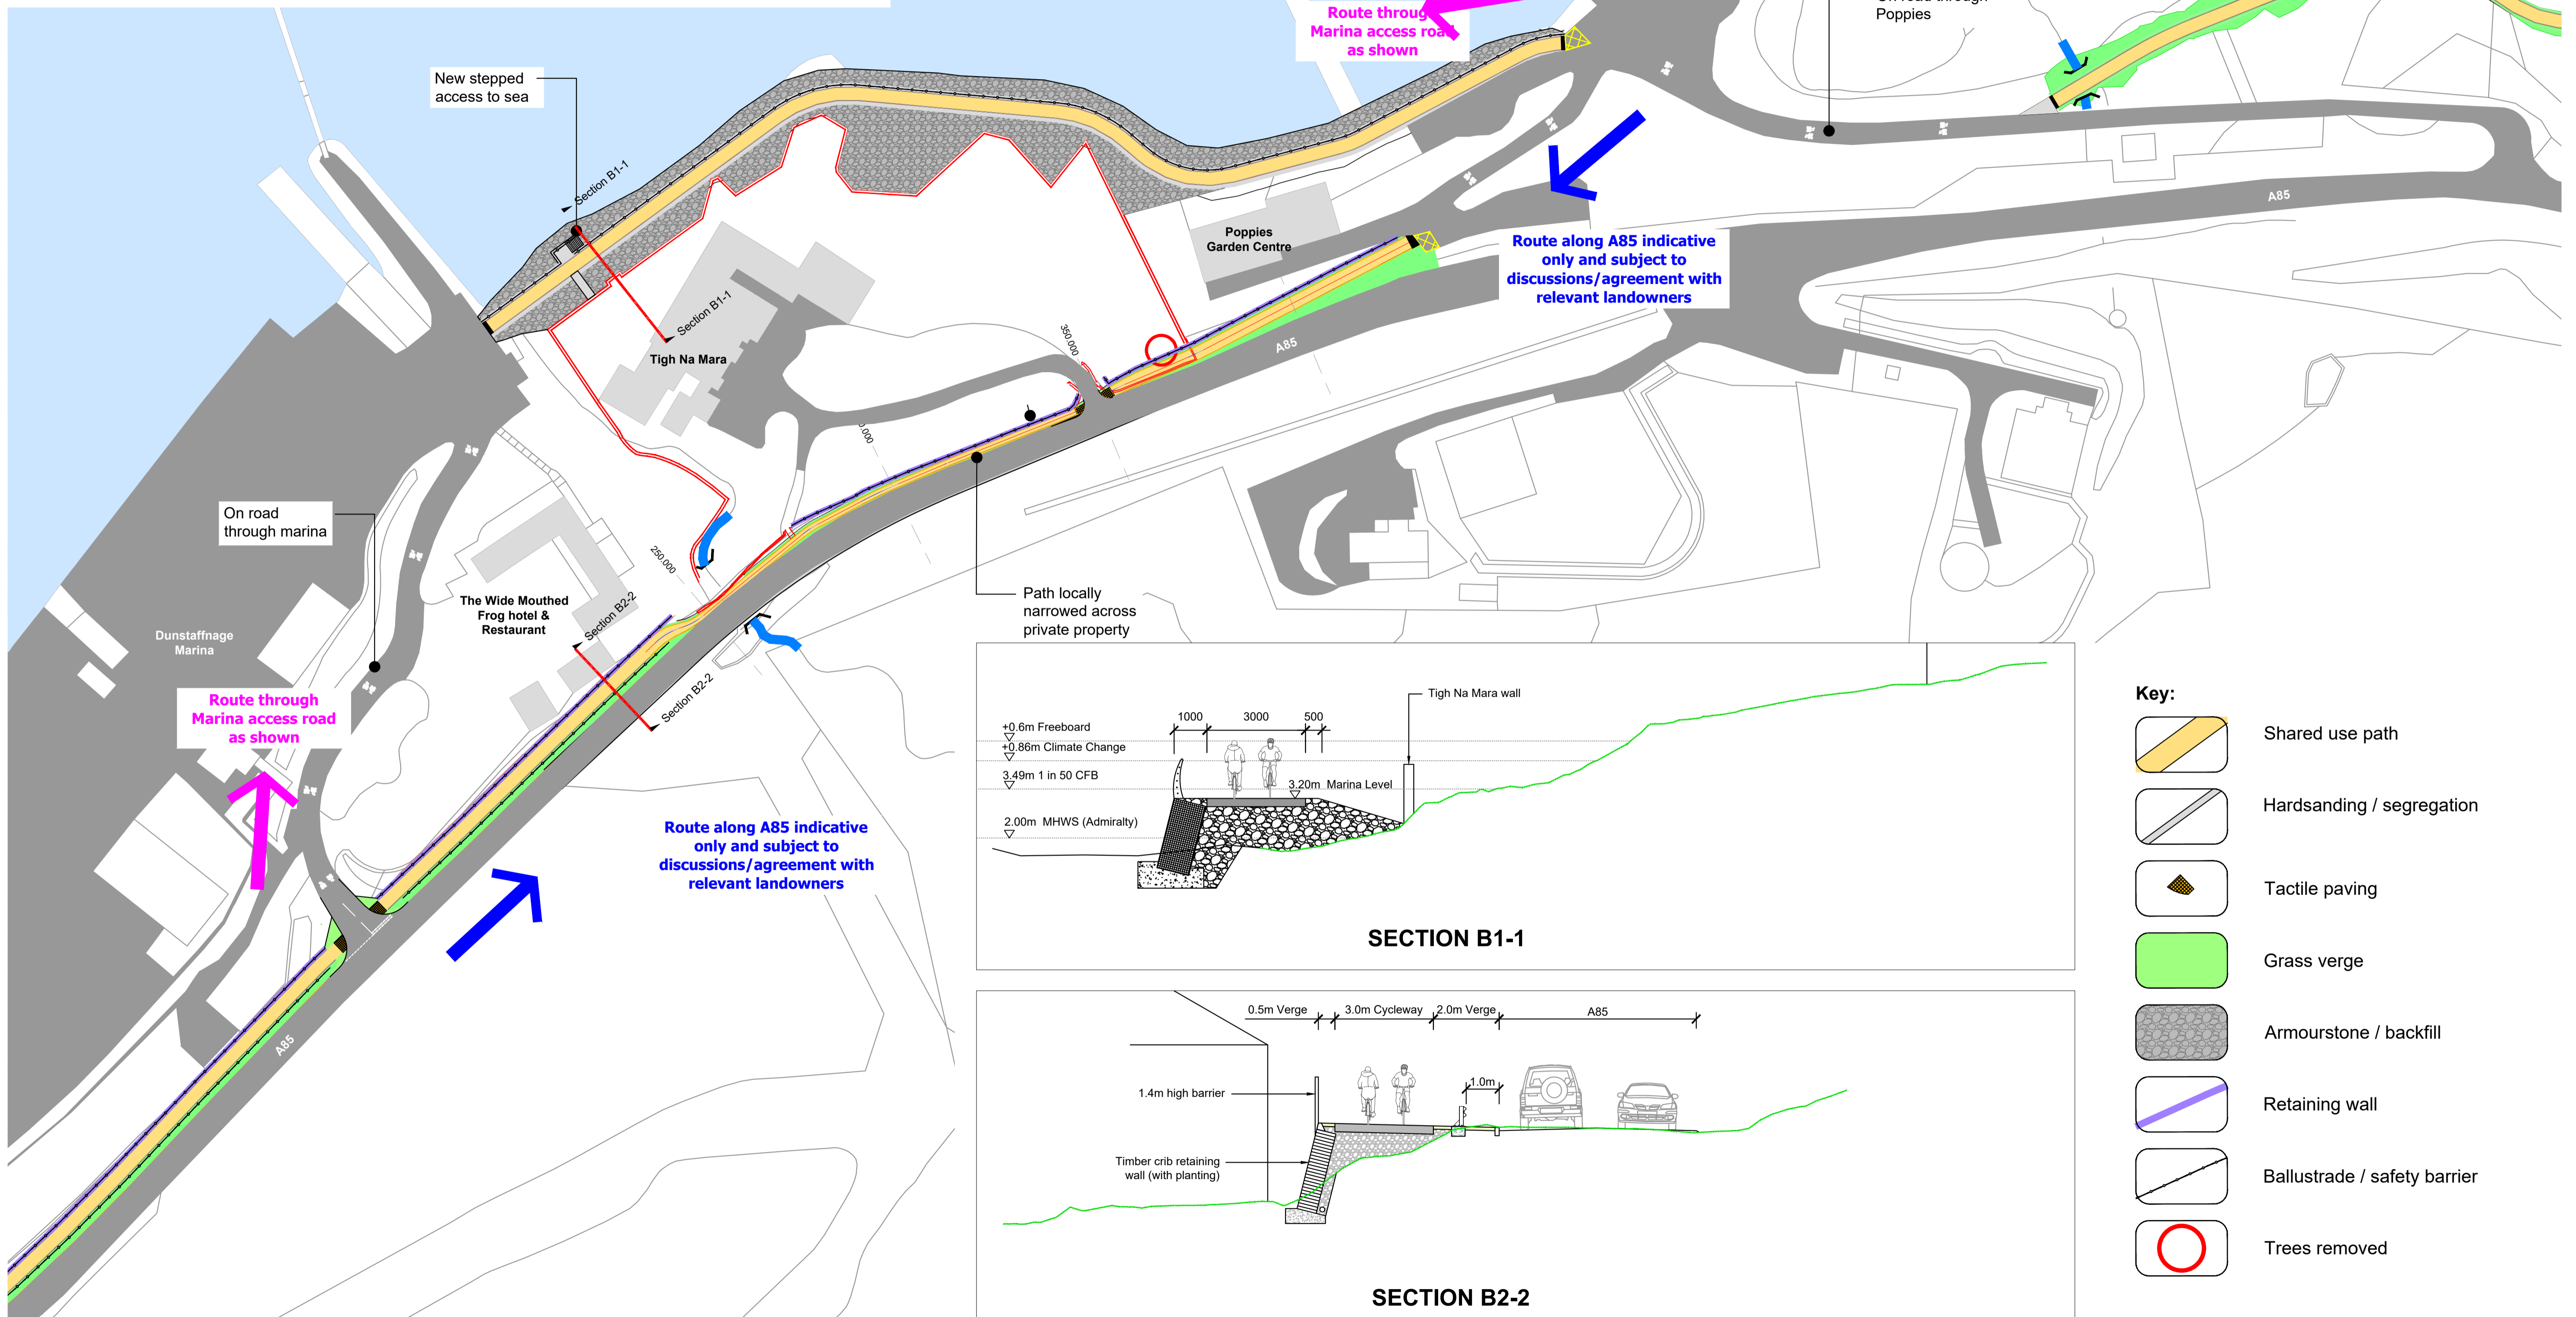 Route through
Marina access road
as shown
On road through
Poppies
New stepped
access to sea
Section B1-1
Section B1-1
Tigh Na Mara
Poppies
Garden Centre
A85
Route along A85 indicative
only and subject to
discussions/agreement with
relevant landowners
A85
350.000
0.000
250.000
On road
through marina
The Wide Mouthed
Frog hotel &
Restaurant
Section B2-2
Section B2-2
Dunstaffnage
Marina
Path locally
narrowed across
private property
Route through
Marina access road
as shown
Route along A85 indicative
only and subject to
discussions/agreement with
relevant landowners
A85
Tigh Na Mara wall
1000
3000
500
+0.6m Freeboard
+0.86m Climate Change
3.49m 1 in 50 CFB
3.20m Marina Level
2.00m MHWS (Admiralty)
SECTION B1-1
0.5m Verge
3.0m Cycleway
2.0m Verge
A85
1.0m
1.4m high barrier
Timber crib retaining
wall (with planting)
SECTION B2-2
Key:
Shared use path
Hardsanding / segregation
Tactile paving
Grass verge
Armourstone / backfill
Retaining wall
Ballustrade / safety barrier
Trees removed